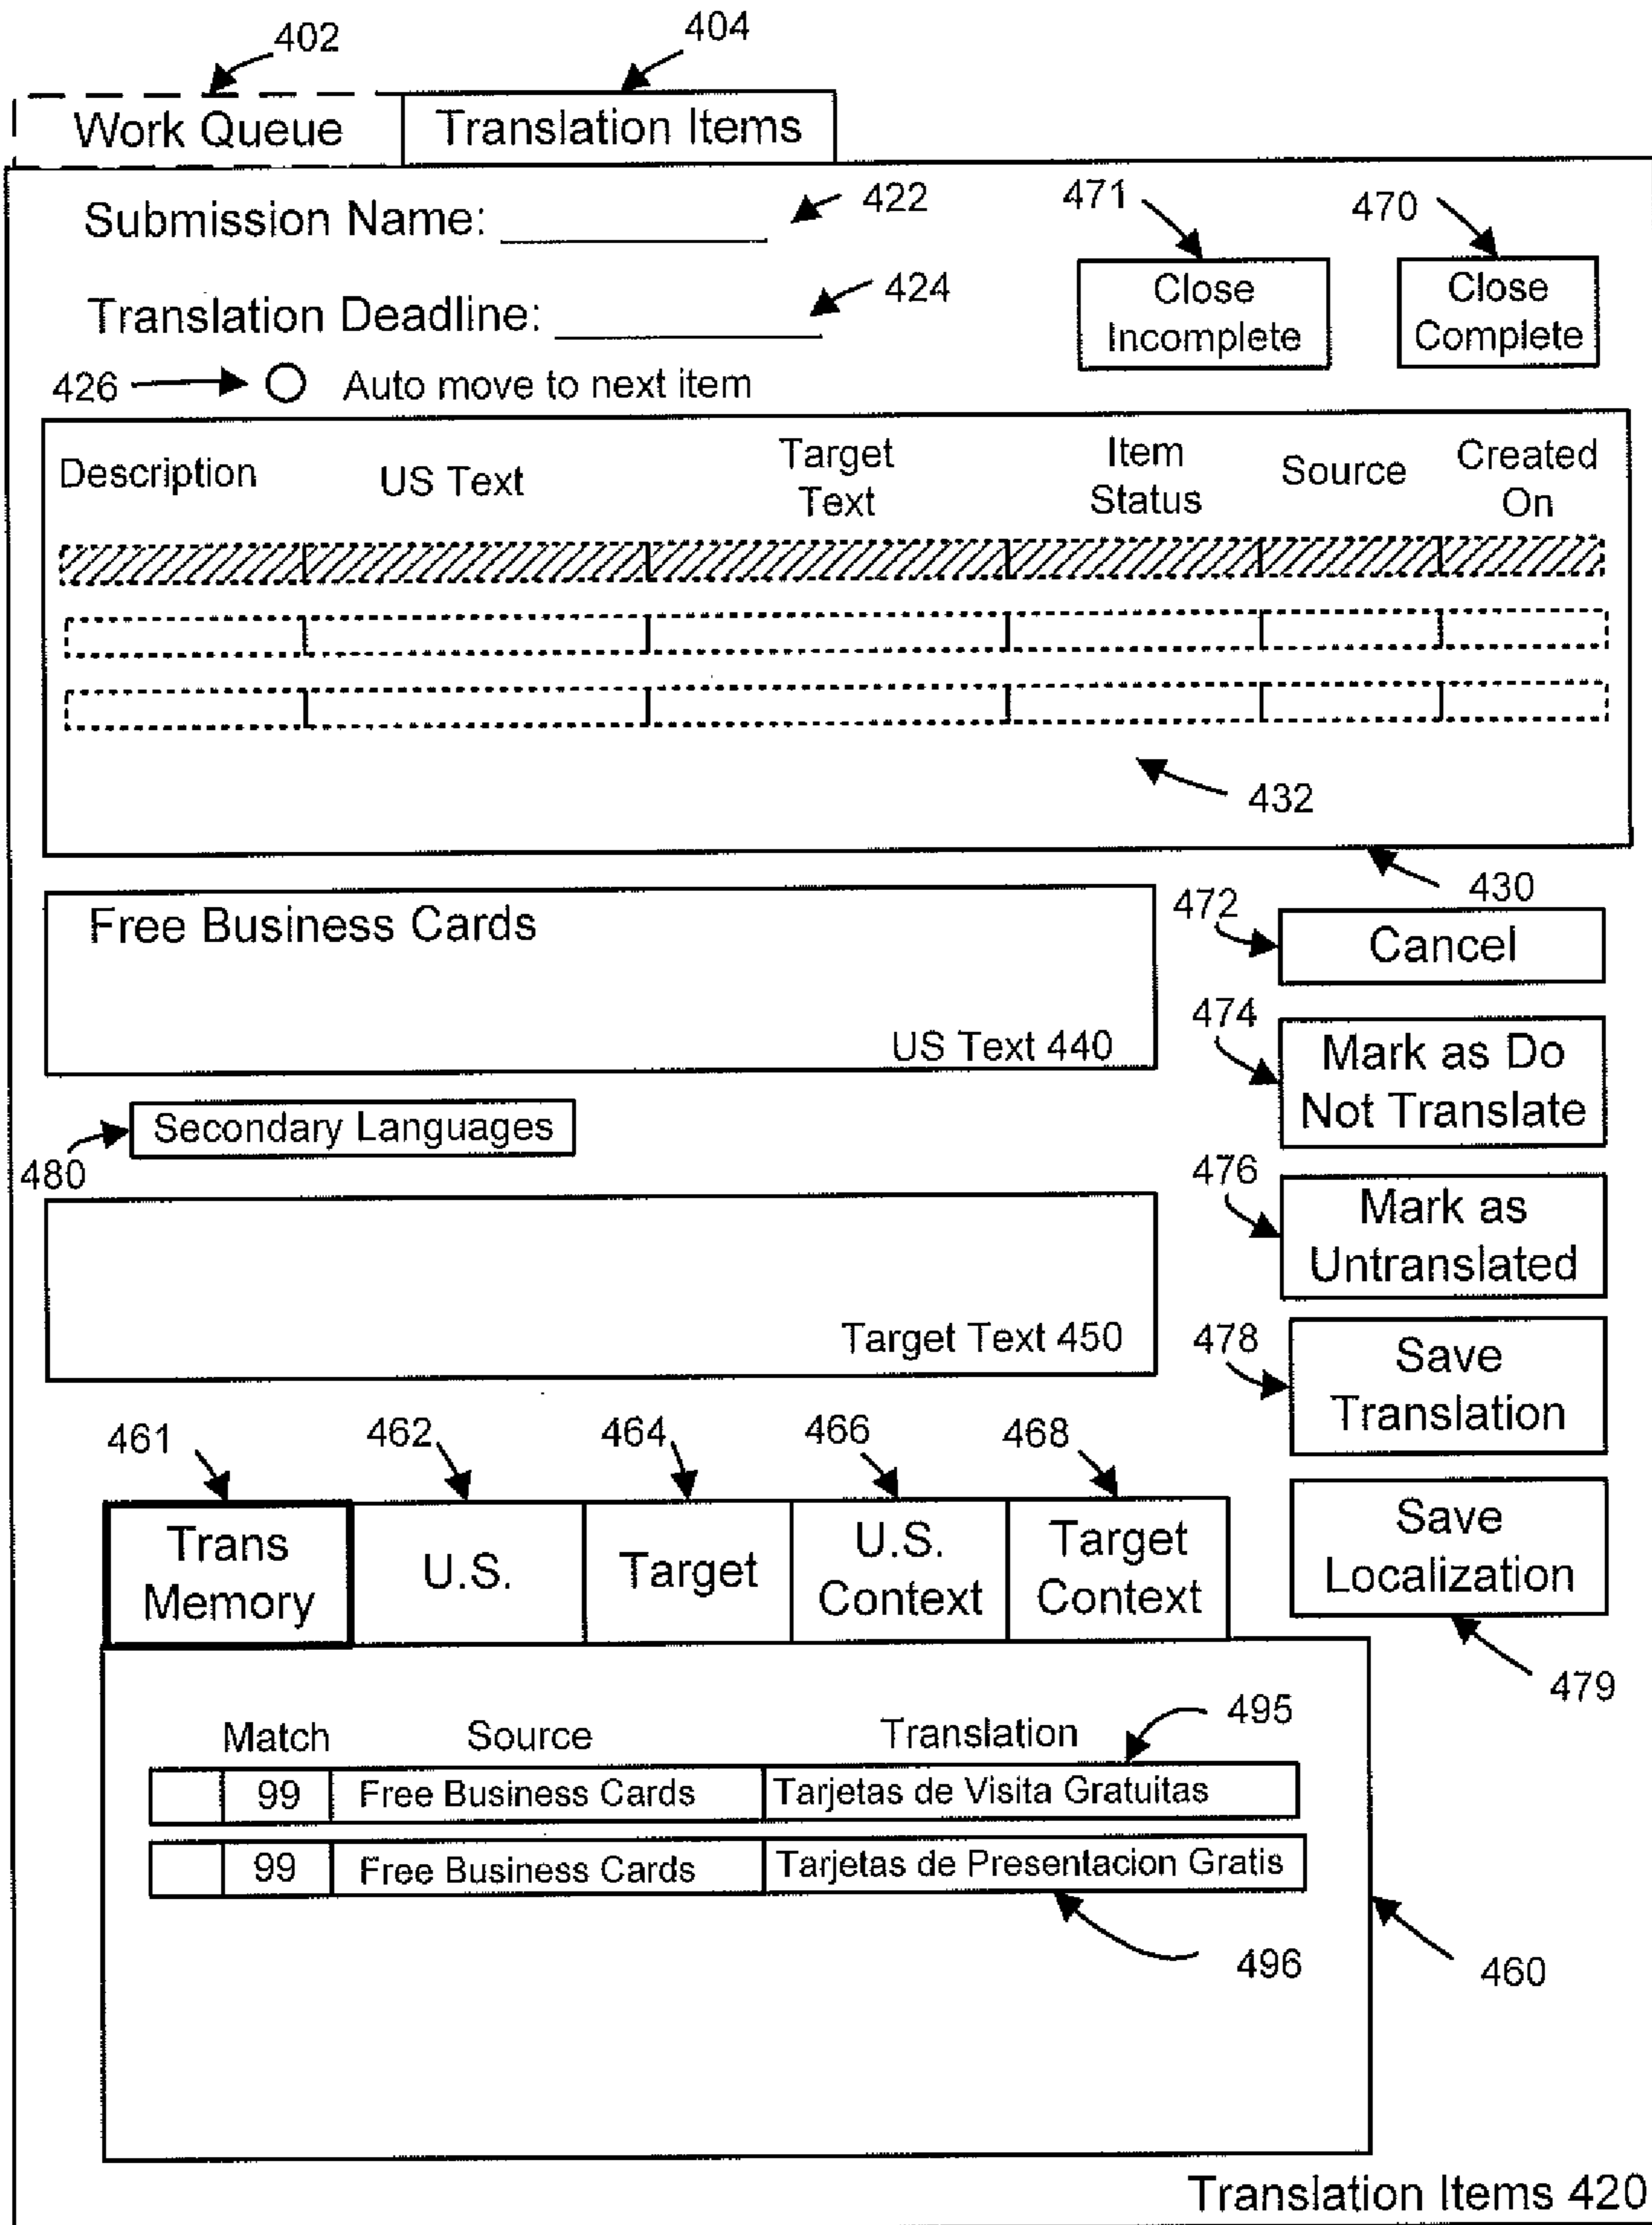 402
404
Work Queue
Translation Items
Submission Name:
422
471
470
Translation Deadline:
424
Close
Incomplete
Close
Complete
426
Auto move to next item
Description
US Text
Target
Text
Item
Status
Source
Created
On
432
430
Free Business Cards
US Text 440
472
Cancel
474
Mark as Do
Not Translate
Secondary Languages
480
476
Mark as
Untranslated
Target Text 450
478
Save
Translation
461
462
464
466
468
Trans
Memory
U.S.
Target
U.S.
Context
Target
Context
Save
Localization
479
Match
Source
Translation
495
99
Free Business Cards
Tarjetas de Visita Gratuitas
99
Free Business Cards
Tarjetas de Presentacion Gratis
496
460
Translation Items 420